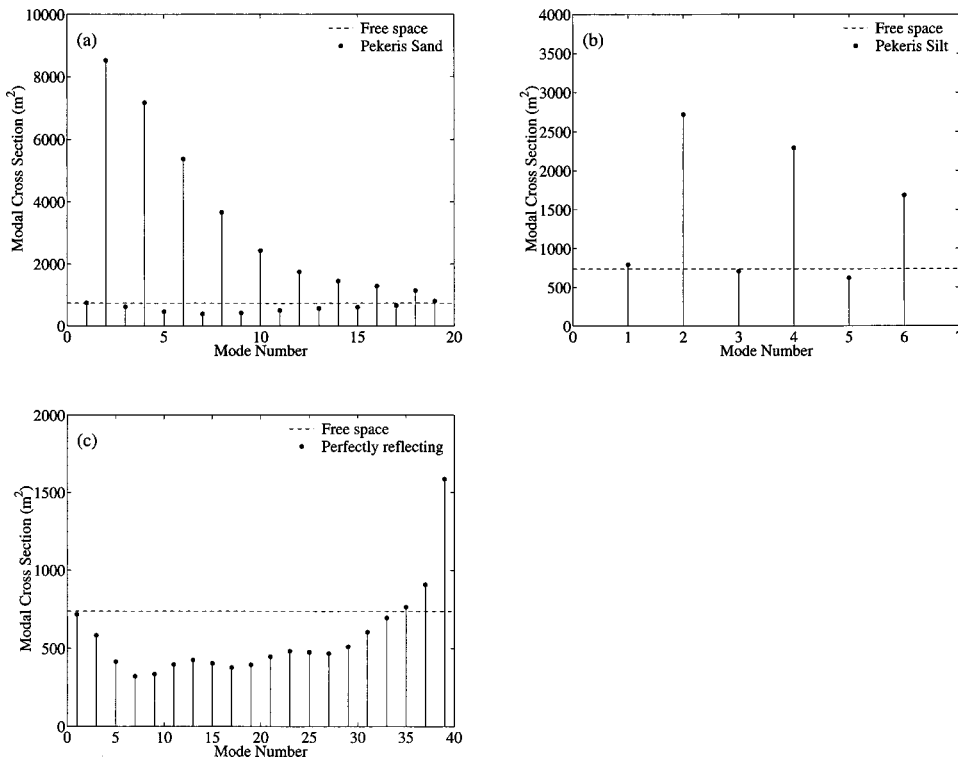 (a)
Free space
Pekeris Sand
Modal Cross Section (m²)
10000
8000
6000
4000
2000
0
0 5 10 15 20
Mode Number
(b)
Free space
Pekeris Silt
Modal Cross Section (m²)
4000
3500
3000
2500
2000
1500
1000
500
0
0 1 2 3 4 5 6 7
Mode Number
(c)
Free space
Perfectly reflecting
Modal Cross Section (m²)
2000
1500
1000
500
0
0 5 10 15 20 25 30 35 40
Mode Number